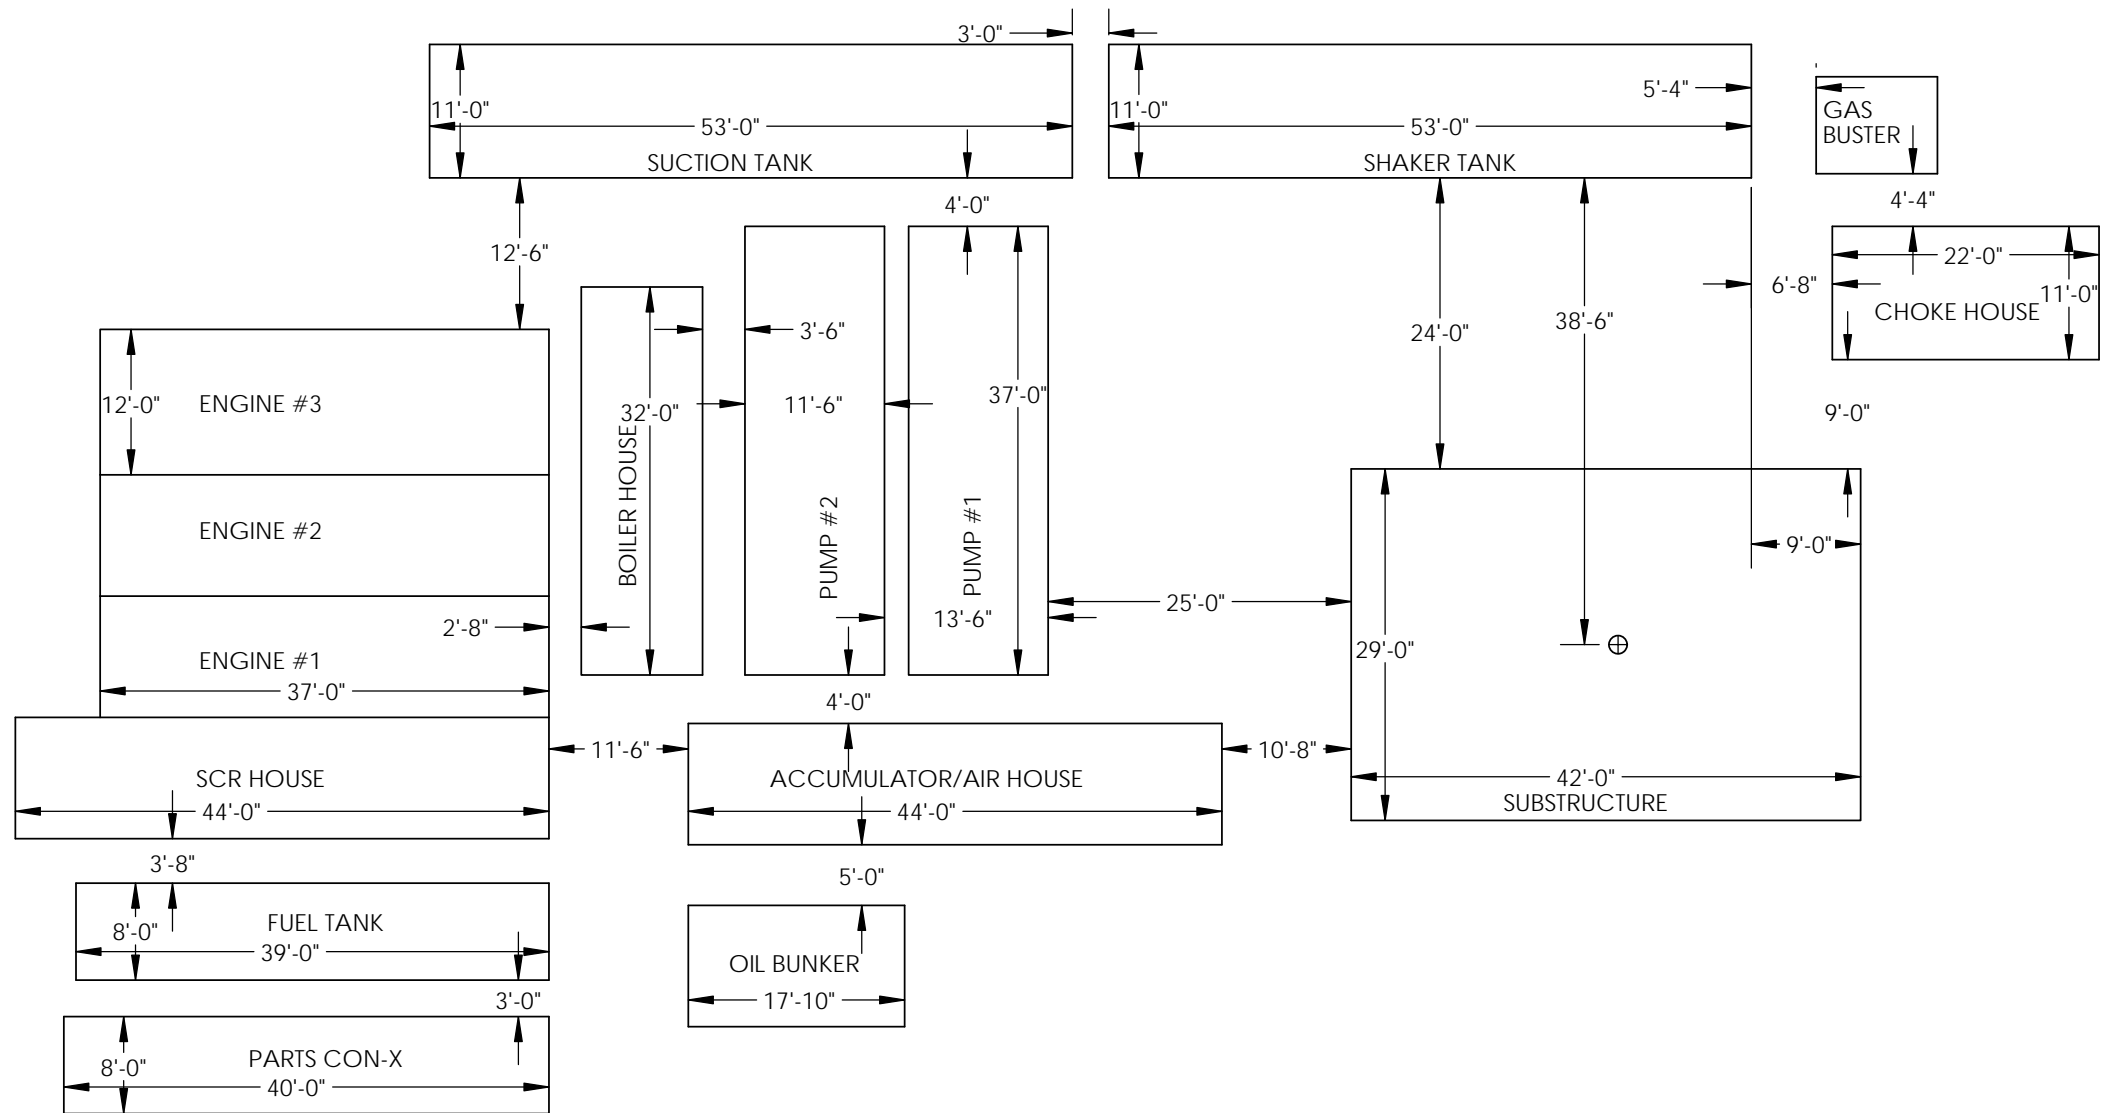 3'-0"
11'-0"
53'-0"
SUCTION TANK
11'-0"
53'-0"
SHAKER TANK
5'-4"
GAS
BUSTER
4'-0"
4'-4"
12'-6"
22'-0"
6'-8"
11'-0"
CHOKE HOUSE
3'-6"
24'-0"
38'-6"
12'-0"
ENGINE #3
32'-0"
11'-6"
37'-0"
9'-0"
BOILER HOUSE
PUMP #2
PUMP #1
ENGINE #2
9'-0"
25'-0"
13'-6"
2'-8"
ENGINE #1
29'-0"
37'-0"
4'-0"
11'-6"
10'-8"
SCR HOUSE
44'-0"
ACCUMULATOR/AIR HOUSE
44'-0"
42'-0"
SUBSTRUCTURE
3'-8"
5'-0"
FUEL TANK
8'-0"
39'-0"
OIL BUNKER
17'-10"
3'-0"
PARTS CON-X
8'-0"
40'-0"